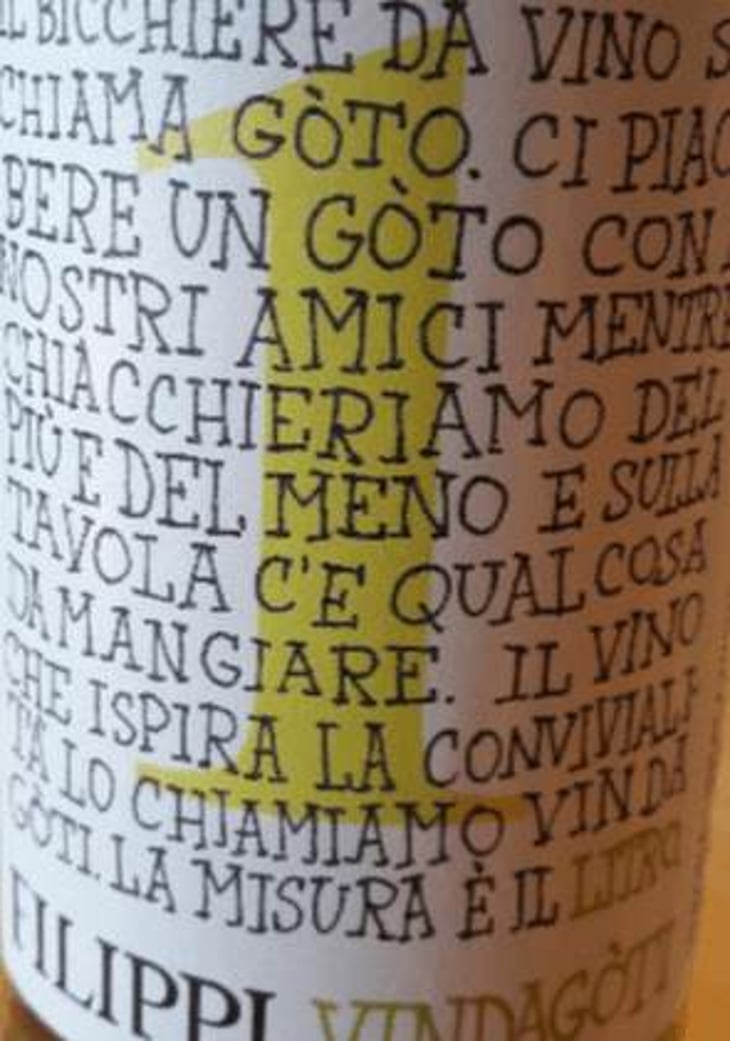 IL BICCHIERE DA VINO S
CHIAMA GÒTO. CI PIAC
BERE UN GÒTO CON
NOSTRI AMICI MENTRE
CHIACCHIERIAMO DEL
PIÙ E DEL MENO E SULLA
TAVOLA C'E QUALCOSA
DA MANGIARE. IL VINO
CHE ISPIRA LA CONVIVIALI
TÀ LO CHIAMIAMO VIN DA
GÒTI. LA MISURA È IL LITRO
FILIPPI VINDAGÒTI
1